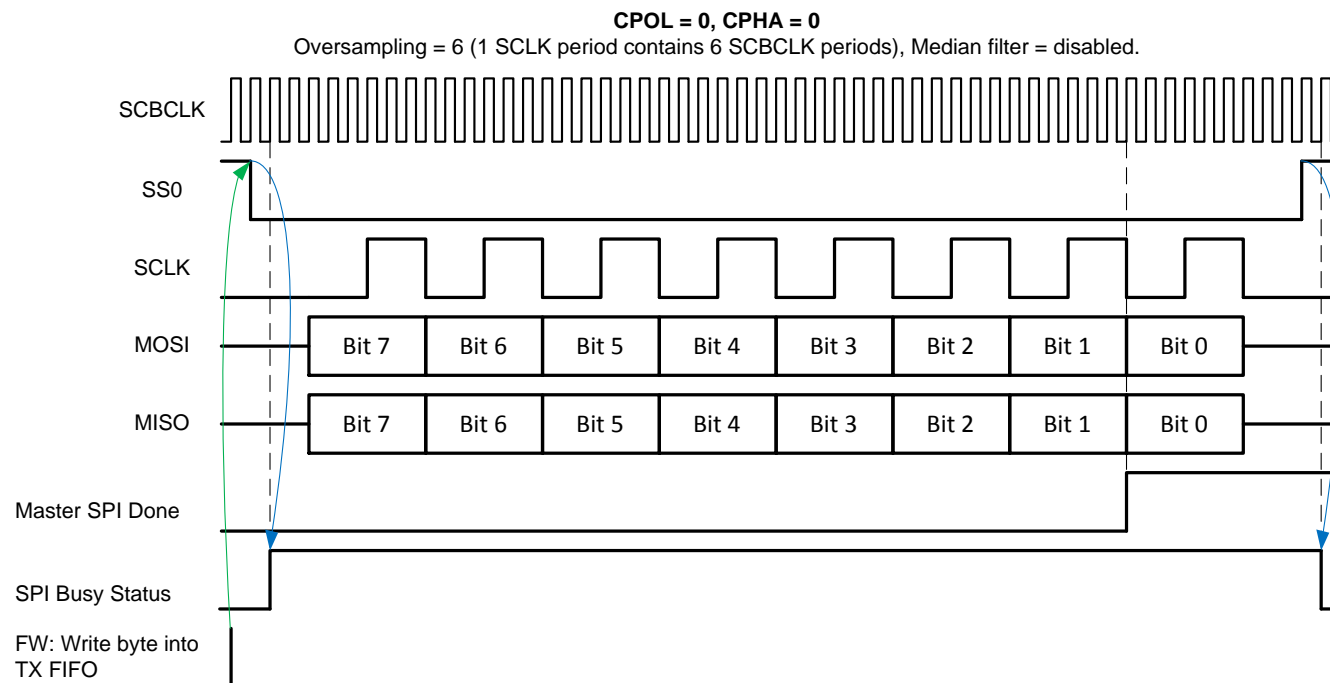 CPOL = 0, CPHA = 0
Oversampling = 6 (1 SCLK period contains 6 SCBCLK periods), Median filter = disabled.
SCBCLK
SS0
SCLK
MOSI
Bit 7 Bit 6 Bit 5 Bit 4 Bit 3 Bit 2 Bit 1 Bit 0
MISO
Bit 7 Bit 6 Bit 5 Bit 4 Bit 3 Bit 2 Bit 1 Bit 0
Master SPI Done
SPI Busy Status
FW: Write byte into
TX FIFO